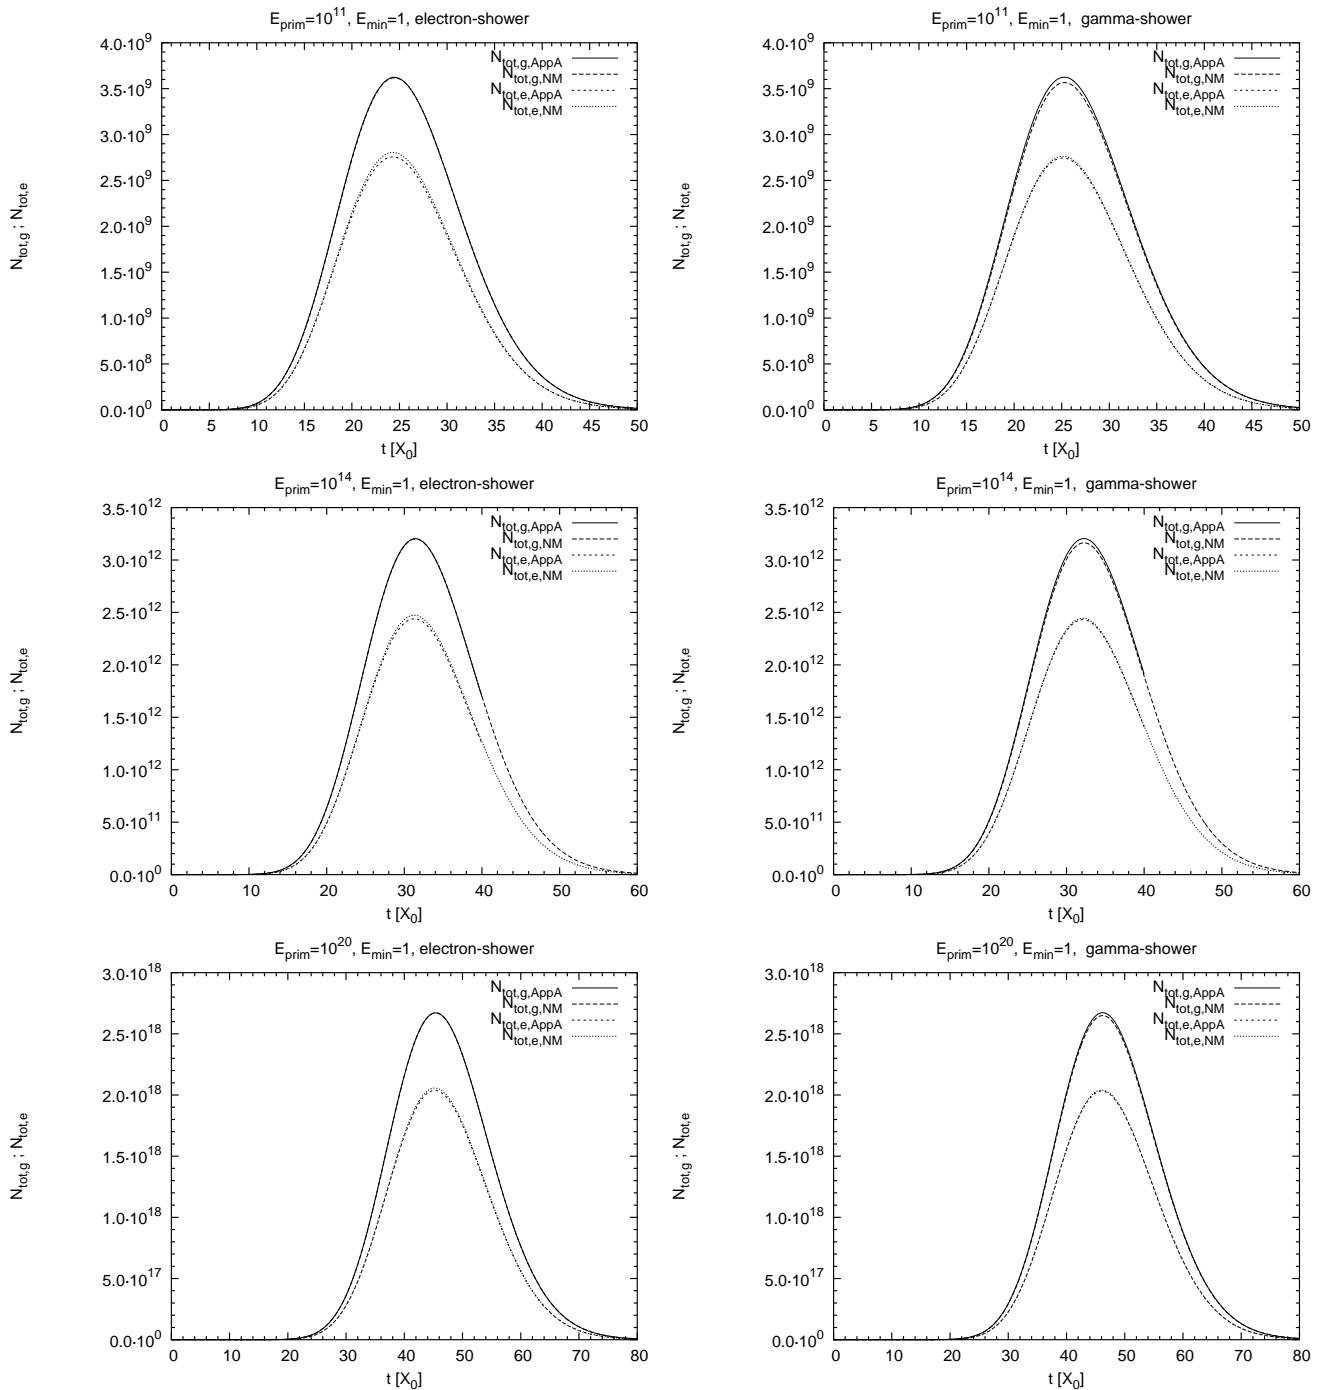 E_prim=10^11, E_min=1, electron-shower
N_tot,g ; N_tot,e
4.0·10^9
3.5·10^9
3.0·10^9
2.5·10^9
2.0·10^9
1.5·10^9
1.0·10^9
5.0·10^8
0.0·10^0
N_tot,g,AppA
N_tot,g,NM
N_tot,e,AppA
N_tot,e,NM
0 5 10 15 20 25 30 35 40 45 50
t [X_0]
E_prim=10^11, E_min=1, gamma-shower
N_tot,g ; N_tot,e
4.0·10^9
3.5·10^9
3.0·10^9
2.5·10^9
2.0·10^9
1.5·10^9
1.0·10^9
5.0·10^8
0.0·10^0
N_tot,g,AppA
N_tot,g,NM
N_tot,e,AppA
N_tot,e,NM
0 5 10 15 20 25 30 35 40 45 50
t [X_0]
E_prim=10^14, E_min=1, electron-shower
N_tot,g ; N_tot,e
3.5·10^12
3.0·10^12
2.5·10^12
2.0·10^12
1.5·10^12
1.0·10^12
5.0·10^11
0.0·10^0
N_tot,g,AppA
N_tot,g,NM
N_tot,e,AppA
N_tot,e,NM
0 10 20 30 40 50 60
t [X_0]
E_prim=10^14, E_min=1, gamma-shower
N_tot,g ; N_tot,e
3.5·10^12
3.0·10^12
2.5·10^12
2.0·10^12
1.5·10^12
1.0·10^12
5.0·10^11
0.0·10^0
N_tot,g,AppA
N_tot,g,NM
N_tot,e,AppA
N_tot,e,NM
0 10 20 30 40 50 60
t [X_0]
E_prim=10^20, E_min=1, electron-shower
N_tot,g ; N_tot,e
3.0·10^18
2.5·10^18
2.0·10^18
1.5·10^18
1.0·10^18
5.0·10^17
0.0·10^0
N_tot,g,AppA
N_tot,g,NM
N_tot,e,AppA
N_tot,e,NM
0 10 20 30 40 50 60 70 80
t [X_0]
E_prim=10^20, E_min=1, gamma-shower
N_tot,g ; N_tot,e
3.0·10^18
2.5·10^18
2.0·10^18
1.5·10^18
1.0·10^18
5.0·10^17
0.0·10^0
N_tot,g,AppA
N_tot,g,NM
N_tot,e,AppA
N_tot,e,NM
0 10 20 30 40 50 60 70 80
t [X_0]